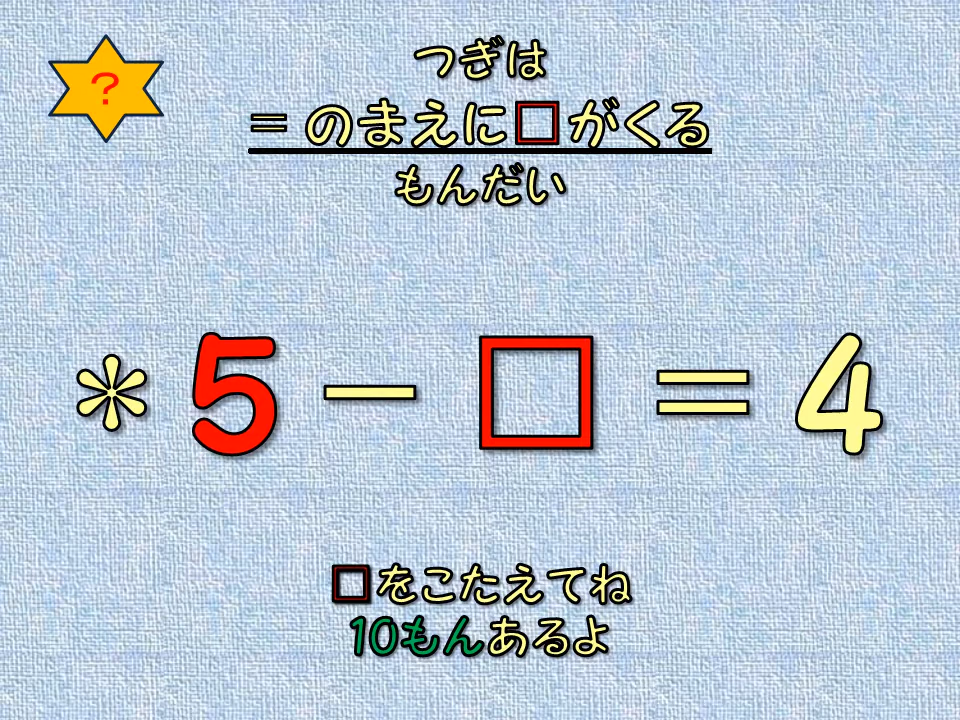 ?
つぎは
= のまえに□がくる
もんだい
* 5 − □ = 4
□をこたえてね
10もんあるよ